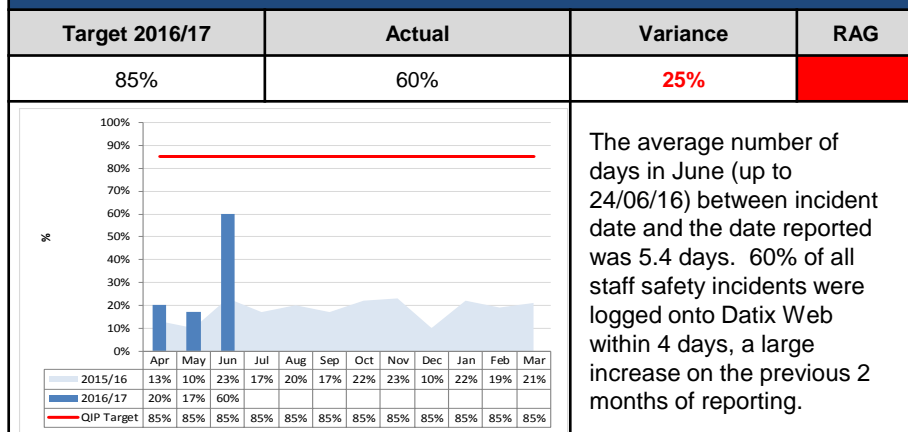 Target 2016/17 Actual Variance RAG
85% 60% 25%
100%
90%
80%
70%
60%
50%
40%
30%
20%
10%
0%
%
Apr May Jun Jul Aug Sep Oct Nov Dec Jan Feb Mar
2015/16 13% 10% 23% 17% 20% 17% 22% 23% 10% 22% 19% 21%
2016/17 20% 17% 60%
QIP Target 85% 85% 85% 85% 85% 85% 85% 85% 85% 85% 85% 85%
The average number of
days in June (up to
24/06/16) between incident
date and the date reported
was 5.4 days. 60% of all
staff safety incidents were
logged onto Datix Web
within 4 days, a large
increase on the previous 2
months of reporting.